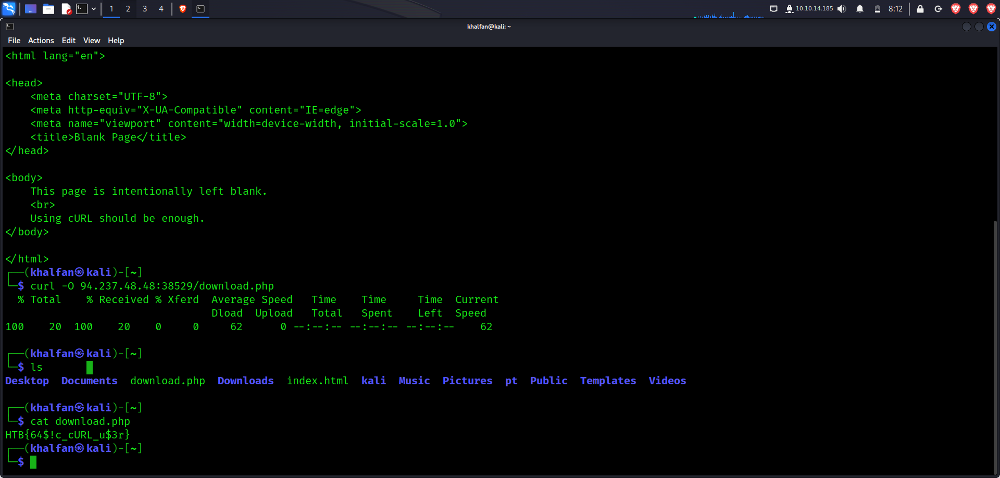 1 2 3 4 10.10.14.185 8:12
khalfan@kali: ~
File Actions Edit View Help
<html lang="en">
<head>
    <meta charset="UTF-8">
    <meta http-equiv="X-UA-Compatible" content="IE=edge">
    <meta name="viewport" content="width=device-width, initial-scale=1.0">
    <title>Blank Page</title>
</head>
<body>
    This page is intentionally left blank.
    <br>
    Using cURL should be enough.
</body>
</html>
┌──(khalfan㉿kali)-[~]
└─$ curl -O 94.237.48.48:38529/download.php
  % Total    % Received % Xferd  Average Speed   Time    Time     Time  Current
                                 Dload  Upload   Total   Spent    Left  Speed
100    20  100    20    0     0     62      0 --:--:-- --:--:-- --:--:--    62
┌──(khalfan㉿kali)-[~]
└─$ ls
Desktop  Documents  download.php  Downloads  index.html  kali  Music  Pictures  pt  Public  Templates  Videos
┌──(khalfan㉿kali)-[~]
└─$ cat download.php
HTB{64$!c_cURL_u$3r}
┌──(khalfan㉿kali)-[~]
└─$